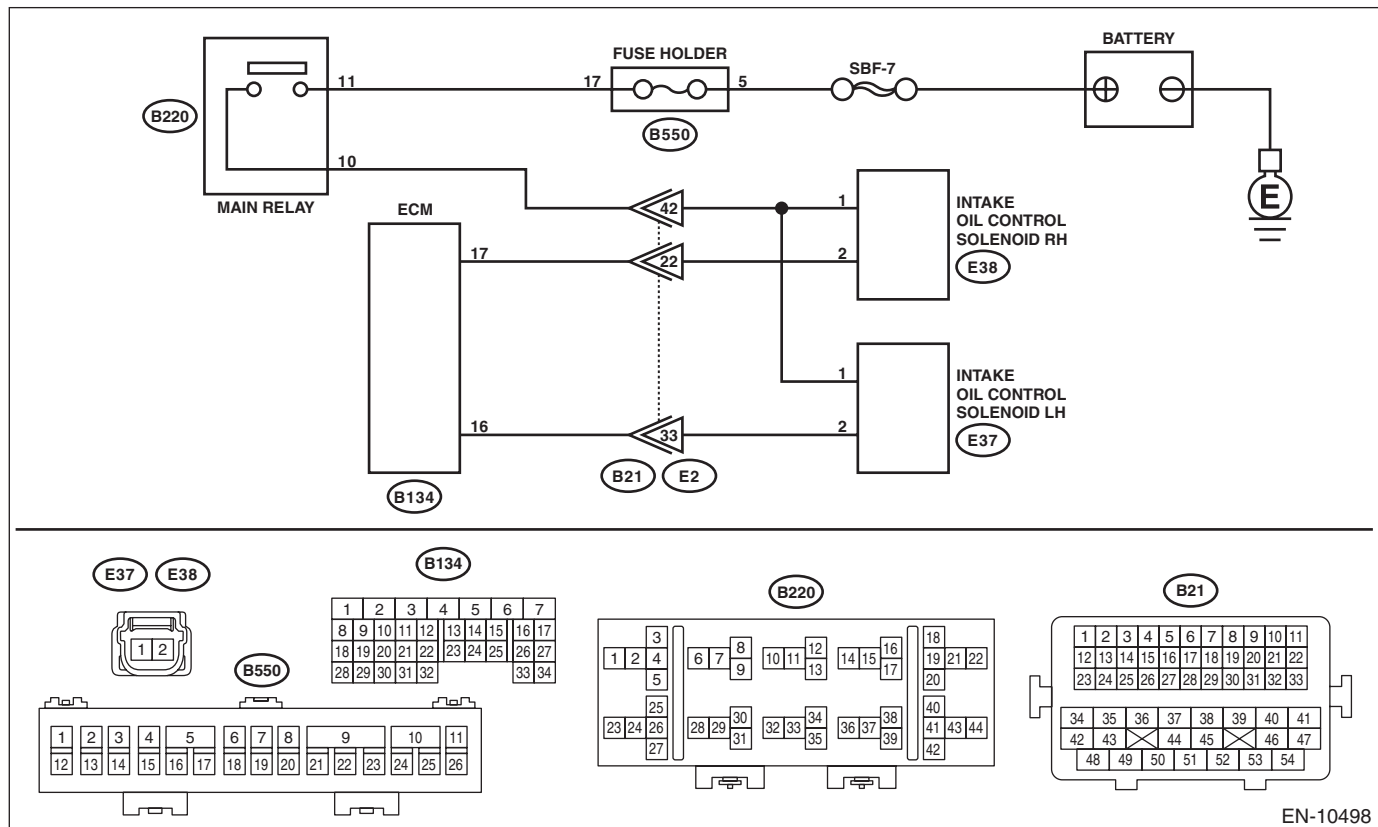 BATTERY
FUSE HOLDER
SBF-7
11
17
5
B220
B550
10
MAIN RELAY
ECM
42
1
INTAKE
OIL CONTROL
SOLENOID RH
E
17
22
2
E38
1
INTAKE
OIL CONTROL
SOLENOID LH
16
33
2
E37
B21
E2
B134
E37
E38
1 2
B134
1 2 3 4 5 6 7
8 9 10 11 12 13 14 15 16 17
18 19 20 21 22 23 24 25 26 27
28 29 30 31 32 33 34
B550
1 2 3 4 5 6 7 8 9 10 11
12 13 14 15 16 17 18 19 20 21 22 23 24 25 26
B220
3 8 12 16 18
1 2 4 6 7 10 11 14 15 19 21 22
5 9 13 17 20
25 30 34 38 40
23 24 26 28 29 32 33 36 37 41 43 44
27 31 35 39 42
B21
1 2 3 4 5 6 7 8 9 10 11
12 13 14 15 16 17 18 19 20 21 22
23 24 25 26 27 28 29 30 31 32 33
34 35 36 37 38 39 40 41
42 43 44 45 46 47
48 49 50 51 52 53 54
EN-10498